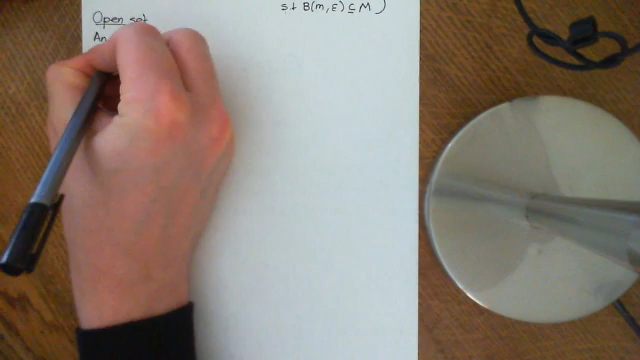 s.t B(m,ε) ⊆ M )
Open set
An